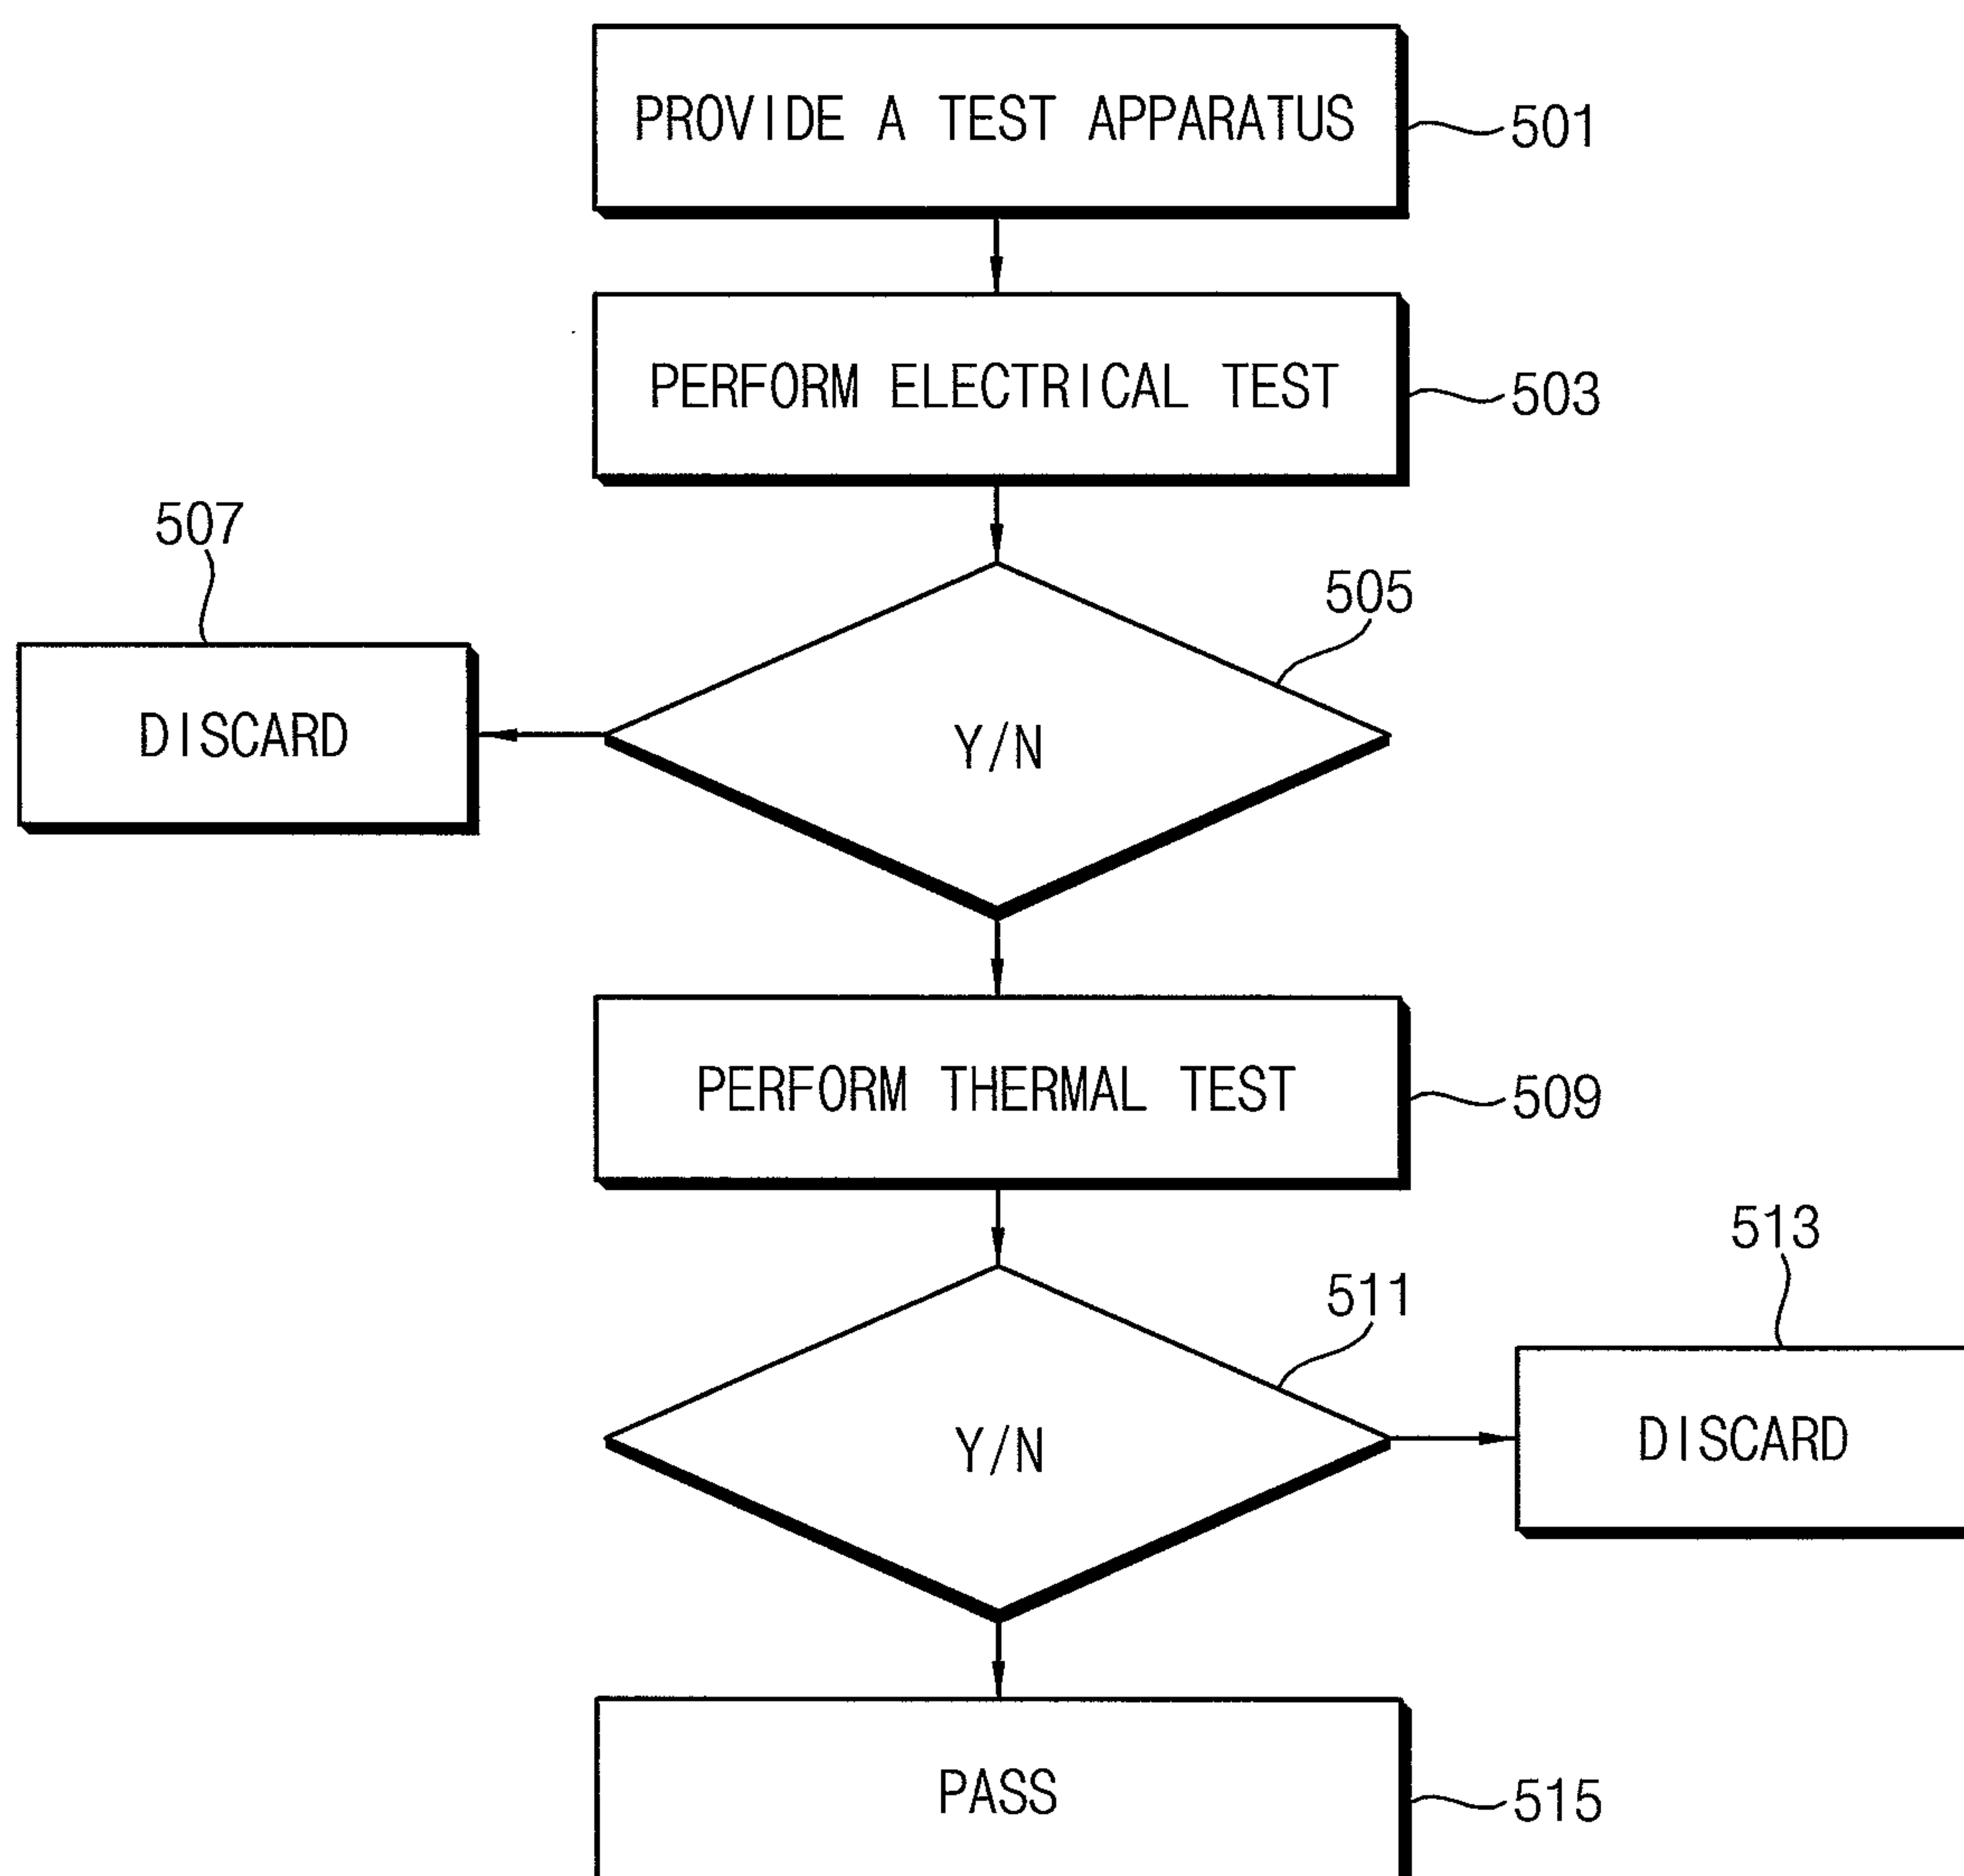 PROVIDE A TEST APPARATUS
501
PERFORM ELECTRICAL TEST
503
507
505
DISCARD
Y/N
PERFORM THERMAL TEST
509
513
511
DISCARD
Y/N
PASS
515